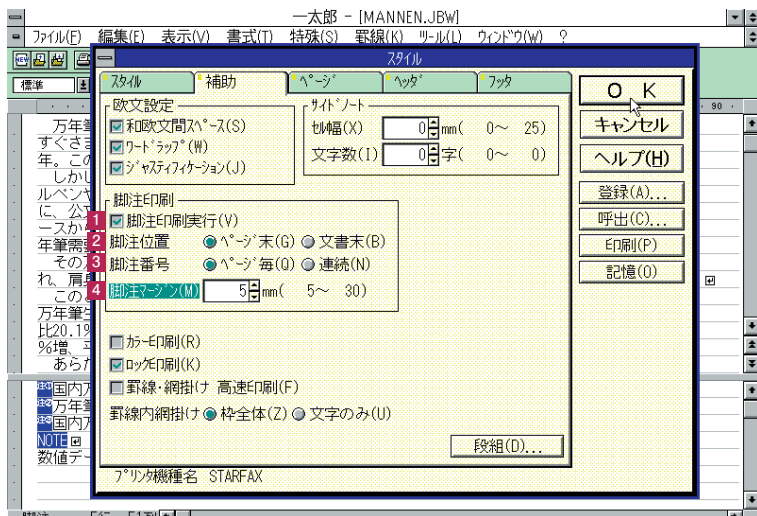 一太郎 - [MANNEN.JBW]
ファイル(F) 編集(E) 表示(V) 書式(T) 特殊(S) 罫線(K) ツール(L) ウィンドウ(W) ?
NEW
標準
90
スタイル
スタイル 補助 ページ ヘッダ フッタ
欧文設定
和欧文間スペース(S)
ワードラップ(W)
ジャスティフィケーション(J)
サイドノート
セル幅(X) 0 mm( 0～ 25)
文字数(I) 0 字( 0～ 0)
脚注印刷
1 脚注印刷実行(V)
2 脚注位置 ページ末(G) 文書末(B)
3 脚注番号 ページ毎(Q) 連続(N)
4 脚注マージン(M) 5 mm( 5～ 30)
カラー印刷(R)
ロック印刷(K)
罫線・網掛け 高速印刷(F)
罫線内網掛け 枠全体(Z) 文字のみ(U)
段組(D)...
プリンタ機種名 STARFAX
OK
キャンセル
ヘルプ(H)
登録(A)...
呼出(C)...
印刷(P)
記憶(O)
万年筆
すぐさま
年。この
しかし
ルペンや
に、公
ースから
年筆需要
その
れ、肩身
この
万年筆生
比20.1%
%増、平
あらた
国内万
万年筆
国内万
NOTE
数値デー